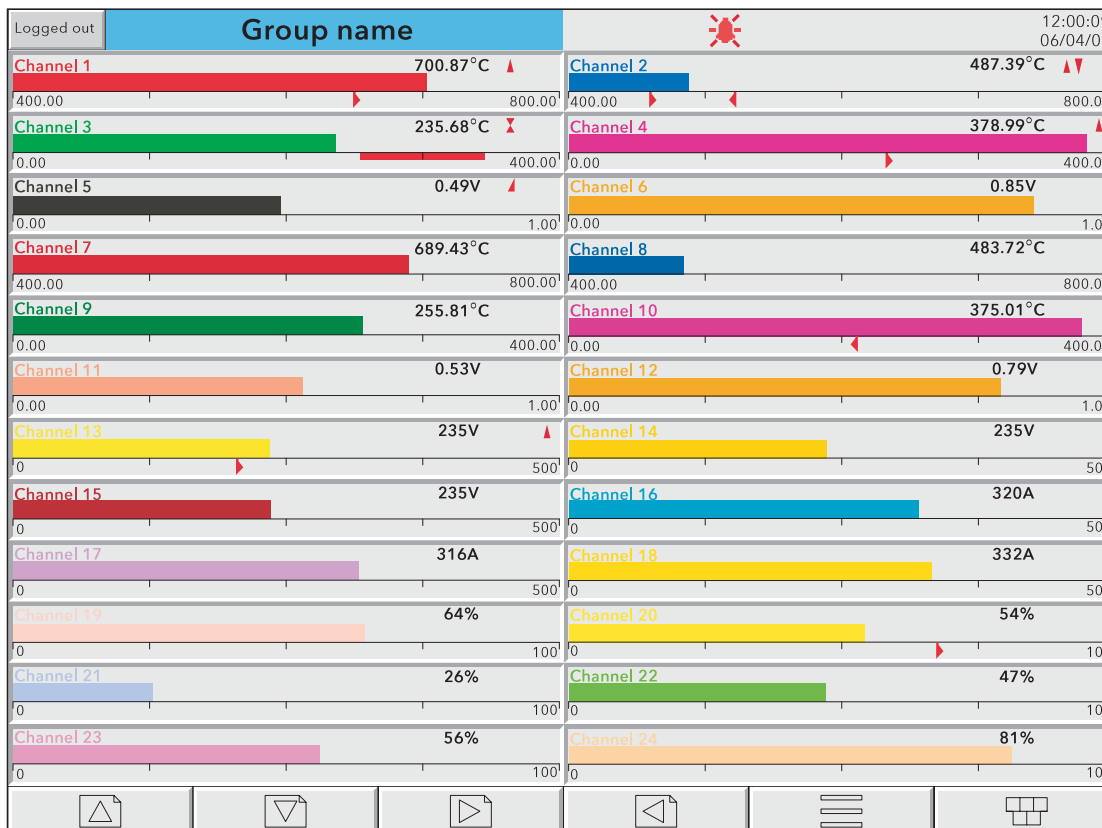 Logged out
Group name
12:00:0
06/04/0
Channel 1 700.87°C
400.00 800.00
Channel 2 487.39°C
400.00 800.0
Channel 3 235.68°C
0.00 400.00
Channel 4 378.99°C
0.00 400.0
Channel 5 0.49V
0.00 1.00
Channel 6 0.85V
0.00 1.0
Channel 7 689.43°C
400.00 800.00
Channel 8 483.72°C
400.00 800.0
Channel 9 255.81°C
0.00 400.00
Channel 10 375.01°C
0.00 400.0
Channel 11 0.53V
0.00 1.00
Channel 12 0.79V
0.00 1.0
Channel 13 235V
0 500
Channel 14 235V
0 50
Channel 15 235V
0 500
Channel 16 320A
0 50
Channel 17 316A
0 500
Channel 18 332A
0 50
Channel 19 64%
0 100
Channel 20 54%
0 10
Channel 21 26%
0 100
Channel 22 47%
0 10
Channel 23 56%
0 100
Channel 24 81%
0 10